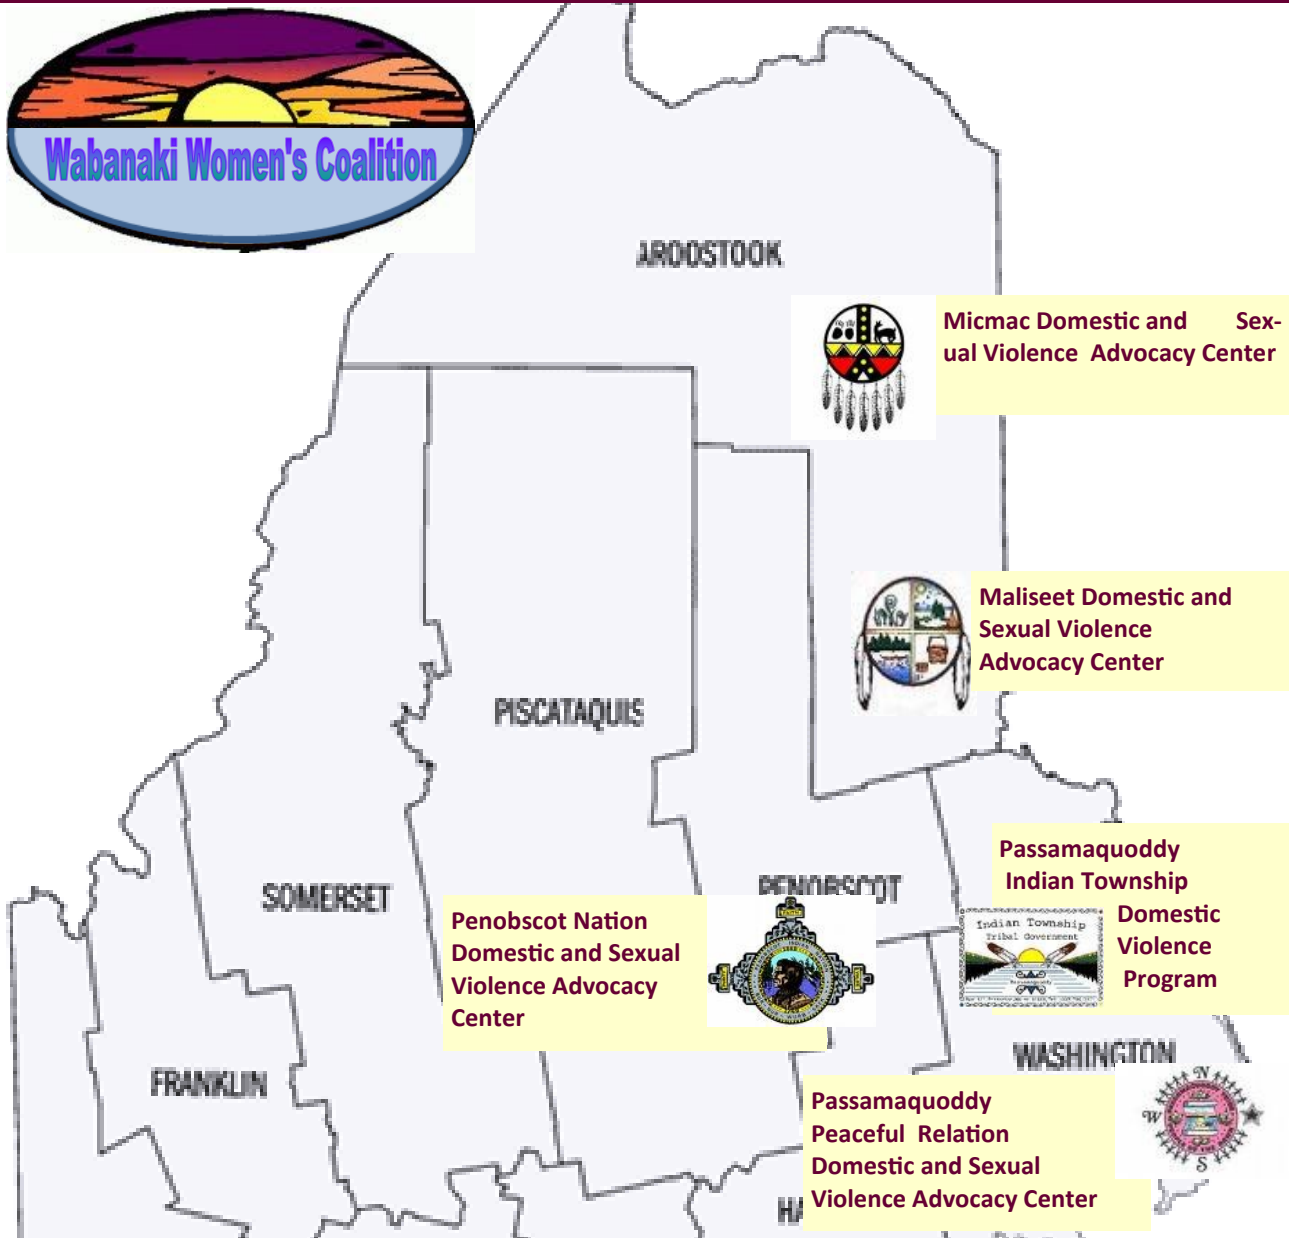 Wabanaki Women's Coalition
AROOSTOOK
Micmac Domestic and Sex-
ual Violence Advocacy Center
Maliseet Domestic and
Sexual Violence
Advocacy Center
PISCATAQUIS
Passamaquoddy
Indian Township
Domestic
Violence
Program
PENOBSCOT
SOMERSET
Indian Township
Tribal Government
Penobscot Nation
Domestic and Sexual
Violence Advocacy
Center
WASHINGTON
FRANKLIN
N
W
S
Passamaquoddy
Peaceful Relation
Domestic and Sexual
Violence Advocacy Center
HA